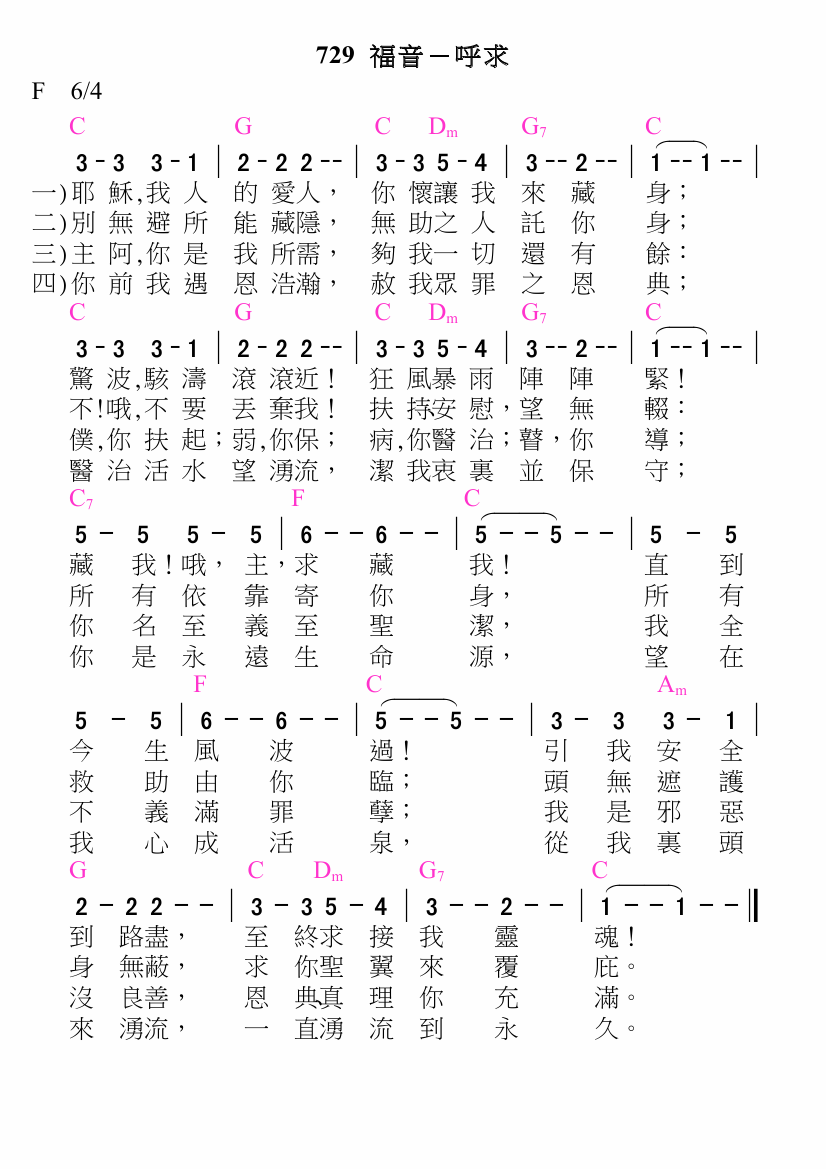 729 福音－呼求
F 6/4
C G C Dm G7 C
3 - 3 3 - 1 | 2 - 2 2 - - | 3 - 3 5 - 4 | 3 - - 2 - - | 1 - - 1 - - |
一)耶 穌,我 人 的 愛人， 你 懷讓 我 來 藏 身；
二)別 無 避 所 能 藏隱， 無 助之 人 託 你 身；
三)主 阿,你 是 我 所需， 夠 我一 切 還 有 餘：
四)你 前 我 遇 恩 浩瀚， 赦 我眾 罪 之 恩 典；
C G C Dm G7 C
3 - 3 3 - 1 | 2 - 2 2 - - | 3 - 3 5 - 4 | 3 - - 2 - - | 1 - - 1 - - |
驚 波,駭 濤 滾 滾近！ 狂 風暴 雨 陣 陣 緊！
不!哦,不 要 丟 棄我！ 扶 持、安 慰，望 無 輟：
僕,你 扶 起；弱,你保； 病,你醫 治；瞽，你 導；
醫 治 活 水 望 湧流， 潔 我衷 裏 並 保 守；
C7 F C
5 - 5 5 - 5 | 6 - - 6 - - | 5 - - 5 - - | 5 - 5
藏 我！哦， 主，求 藏 我！ 直 到
所 有 依 靠 寄 你 身， 所 有
你 名 至 義 至 聖 潔， 我 全
你 是 永 遠 生 命 源， 望 在
F C Am
5 - 5 | 6 - - 6 - - | 5 - - 5 - - | 3 - 3 3 - 1 |
今 生 風 波 過！ 引 我 安 全
救 助 由 你 臨； 頭 無 遮 護
不 義 滿 罪 孽； 我 是 邪 惡
我 心 成 活 泉， 從 我 裏 頭
G C Dm G7 C
2 - 2 2 - - | 3 - 3 5 - 4 | 3 - - 2 - - | 1 - - 1 - - ‖
到 路盡， 至 終求 接 我 靈 魂！
身 無蔽， 求 你聖 翼 來 覆 庇。
沒 良善， 恩 典、真 理 你 充 滿。
來 湧流， 一 直湧 流 到 永 久。